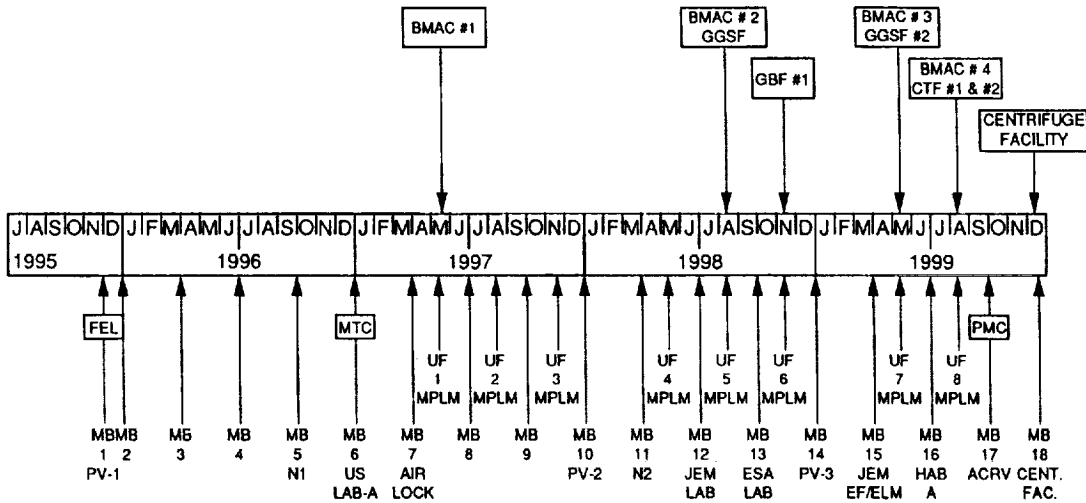 BMAC #1
BMAC # 2
GGSF
GBF #1
BMAC # 3
GGSF #2
BMAC # 4
CTF #1 & #2
CENTRIFUGE
FACILITY
J A S O N D J F M A M J J A S O N D J F M A M J J A S O N D J F M A M J J A S O N D J F M A M J J A S O N D
1995 1996 1997 1998 1999
FEL MTC PMC
UF UF UF UF UF UF UF UF
1 2 3 4 5 6 7 8
MPLM MPLM MPLM MPLM MPLM MPLM MPLM MPLM
MB MB MB MB MB MB MB MB MB MB MB MB MB MB MB MB MB MB
1 2 3 4 5 6 7 8 9 10 11 12 13 14 15 16 17 18
PV-1 N1 US AIR PV-2 N2 JEM ESA PV-3 JEM HAB ACRV CENT.
LAB-A LOCK LAB LAB EF/ELM A FAC.